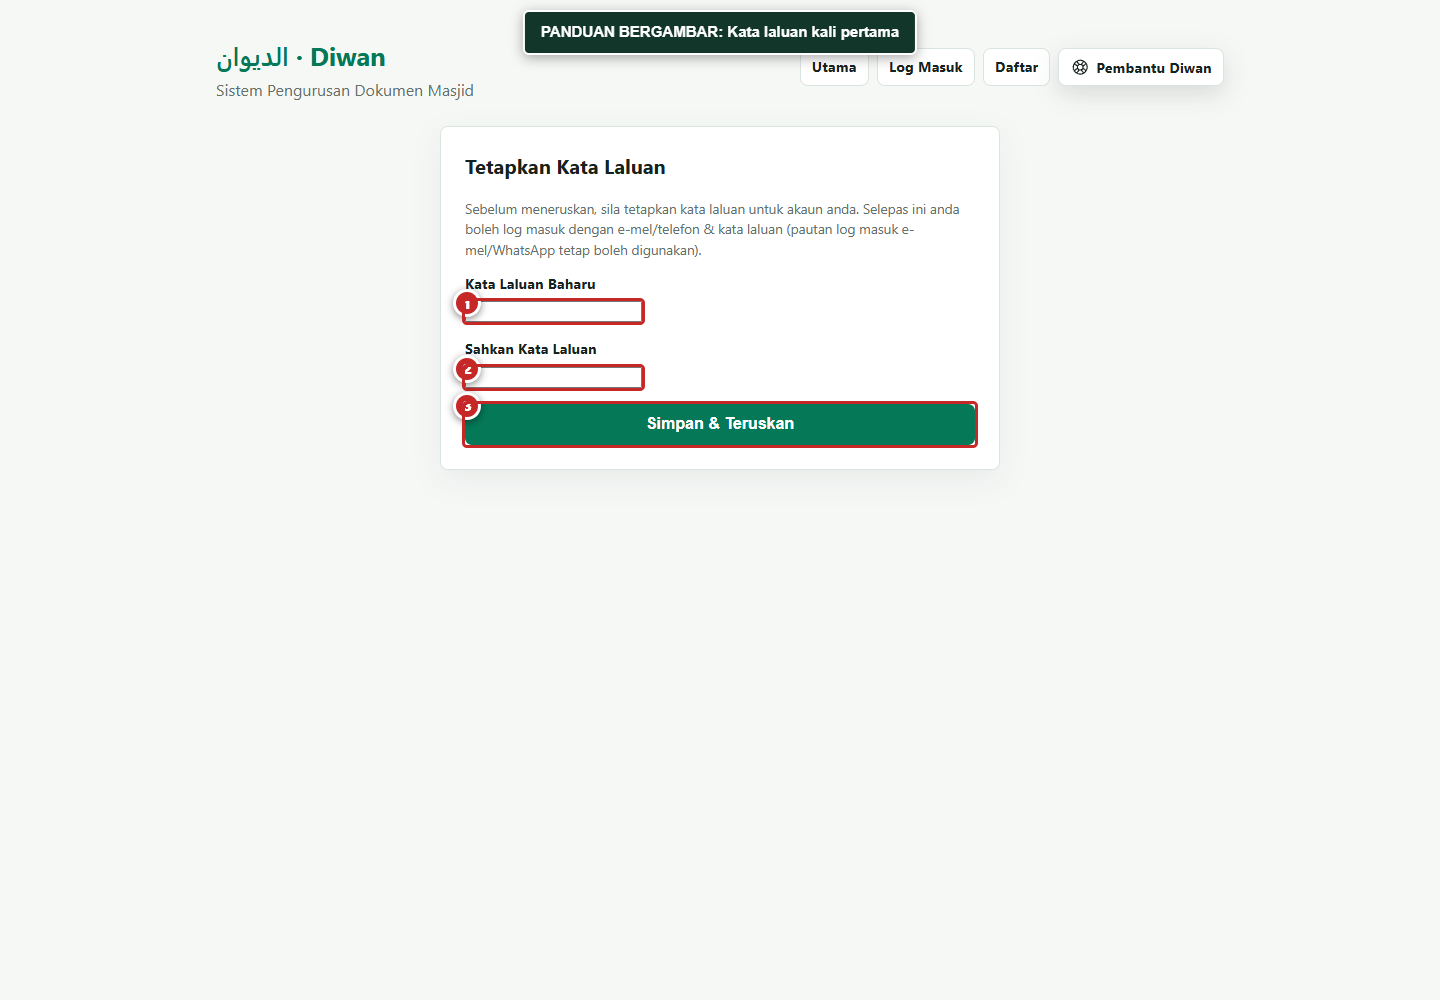 PANDUAN BERGAMBAR: Kata laluan kali pertama
الديوان · Diwan
Sistem Pengurusan Dokumen Masjid
Utama
Log Masuk
Daftar
Pembantu Diwan
Tetapkan Kata Laluan
Sebelum meneruskan, sila tetapkan kata laluan untuk akaun anda. Selepas ini anda
boleh log masuk dengan e-mel/telefon & kata laluan (pautan log masuk e-
mel/WhatsApp tetap boleh digunakan).
Kata Laluan Baharu
1
Sahkan Kata Laluan
2
3
Simpan & Teruskan